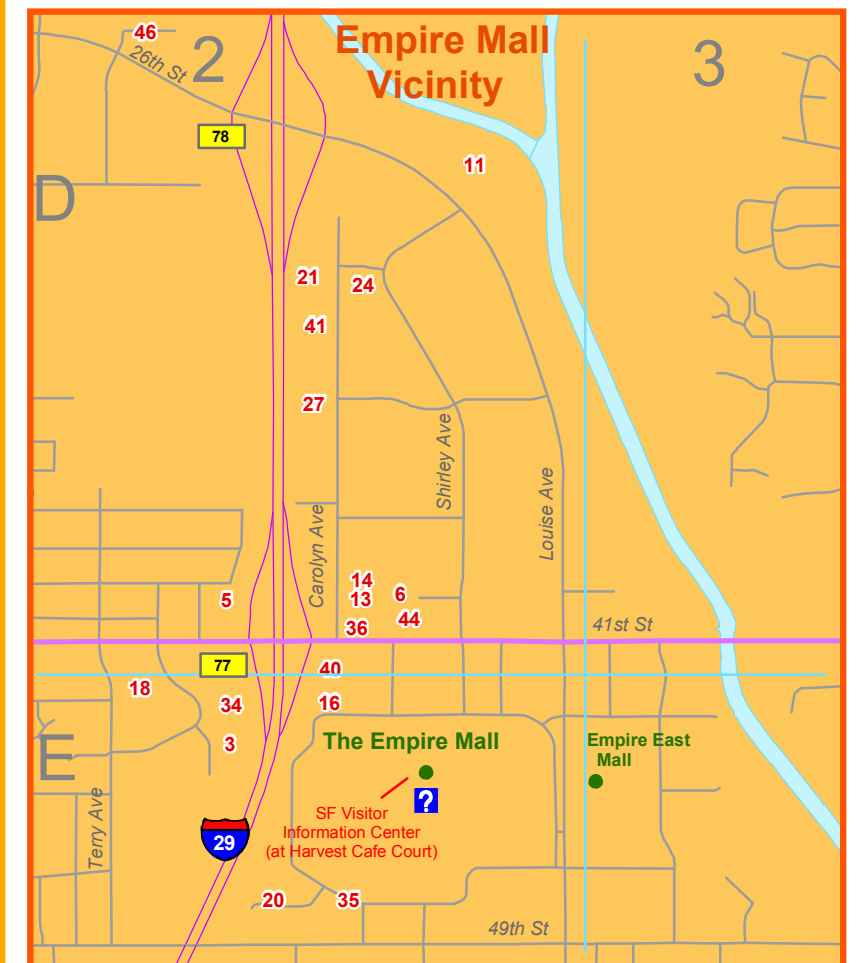 46
26th St
2
Empire Mall
Vicinity
3
78
11
D
21
24
41
27
Shirley Ave
Louise Ave
Carolyn Ave
14
5
13
6
44
36
41st St
77
40
18
34
16
3
The Empire Mall
Empire East
Mall
E
?
SF Visitor
Information Center
(at Harvest Cafe Court)
Terry Ave
29
20
35
49th St